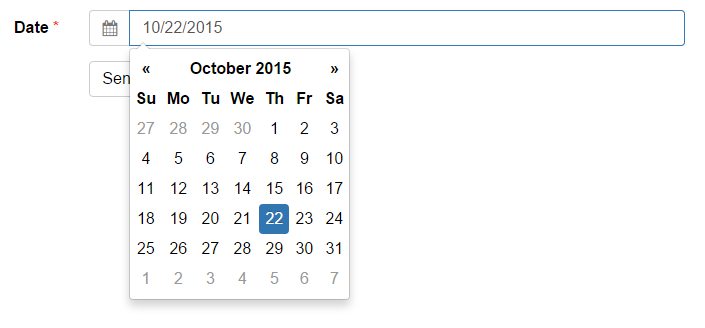 Date * 10/22/2015
« October 2015 »
Su Mo Tu We Th Fr Sa
27 28 29 30 1 2 3
Sen
4 5 6 7 8 9 10
11 12 13 14 15 16 17
18 19 20 21 22 23 24
25 26 27 28 29 30 31
1 2 3 4 5 6 7